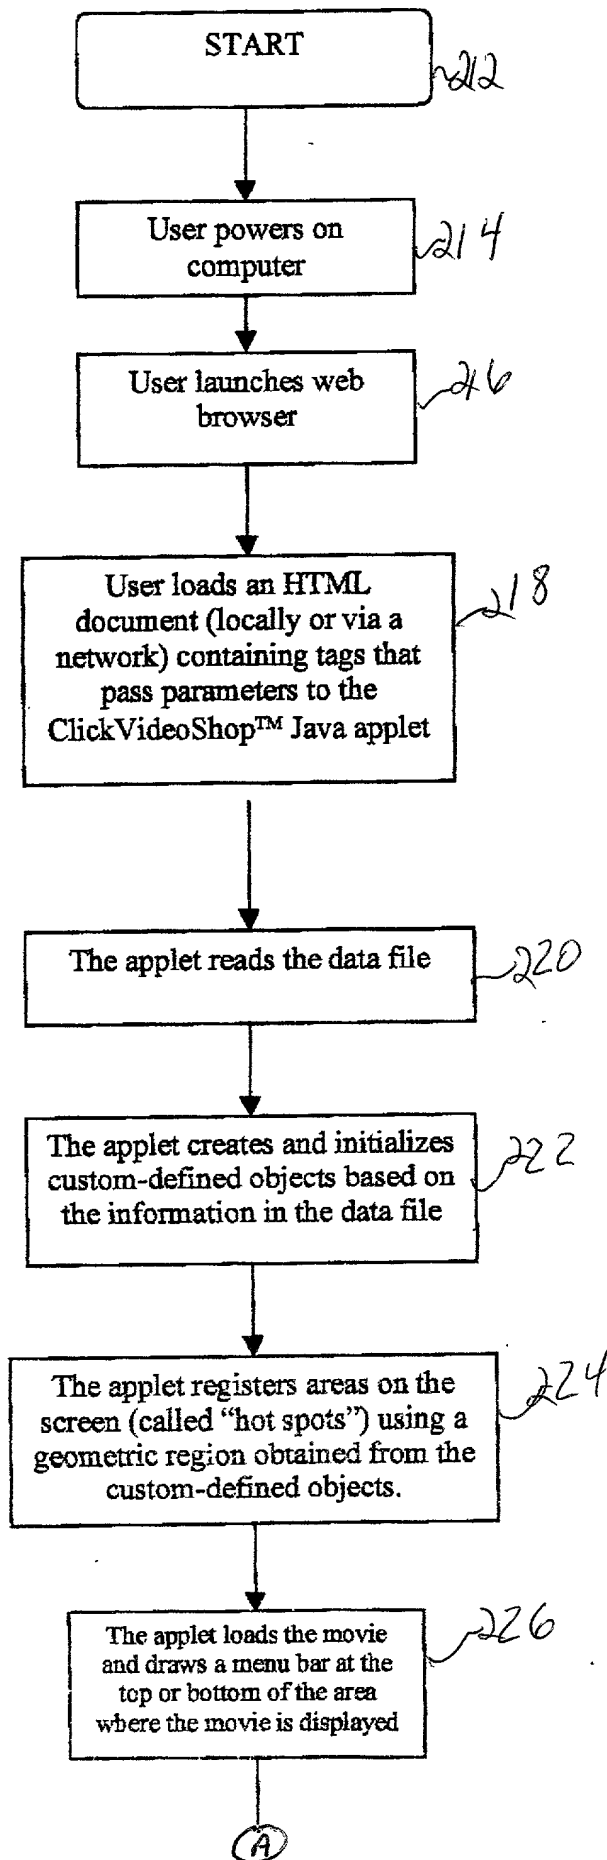 START
212
User powers on
computer
214
User launches web
browser
216
User loads an HTML
document (locally or via a
network) containing tags that
pass parameters to the
ClickVideoShop™ Java applet
218
The applet reads the data file
220
The applet creates and initializes
custom-defined objects based on
the information in the data file
222
The applet registers areas on the
screen (called “hot spots”) using a
geometric region obtained from the
custom-defined objects.
224
The applet loads the movie
and draws a menu bar at the
top or bottom of the area
where the movie is displayed
226
A